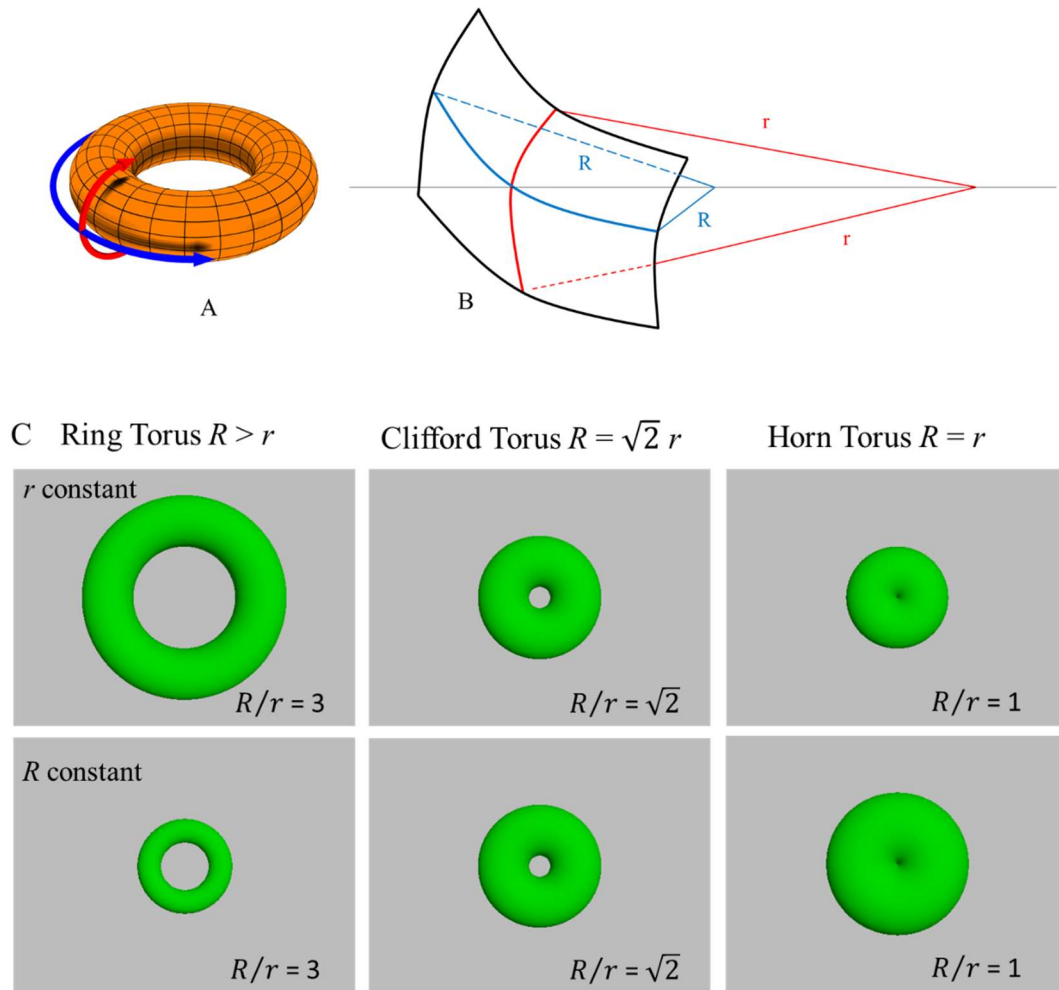 r
R
R
r
A
B
C Ring Torus R > r
Clifford Torus R = √2 r
Horn Torus R = r
r constant
R/r = 3
R/r = √2
R/r = 1
R constant
R/r = 3
R/r = √2
R/r = 1